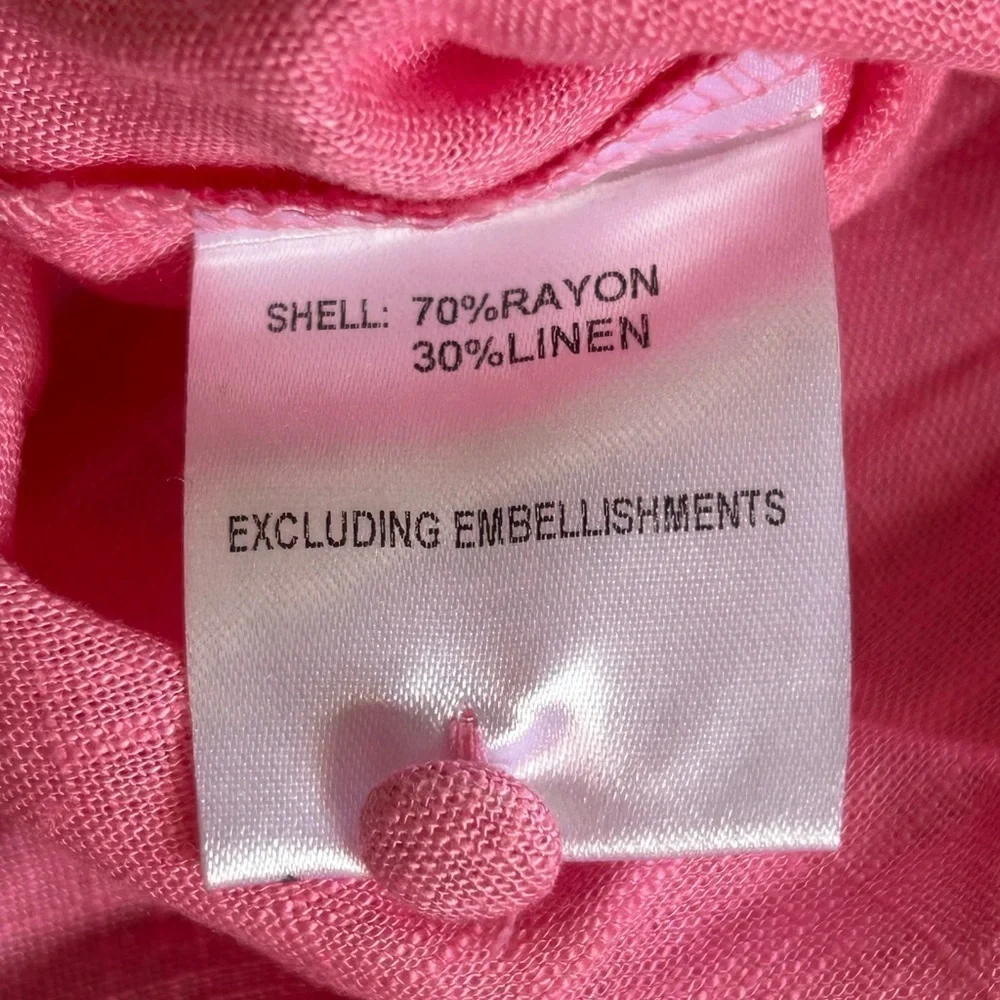 SHELL: 70%RAYON
30%LINEN
EXCLUDING EMBELLISHMENTS